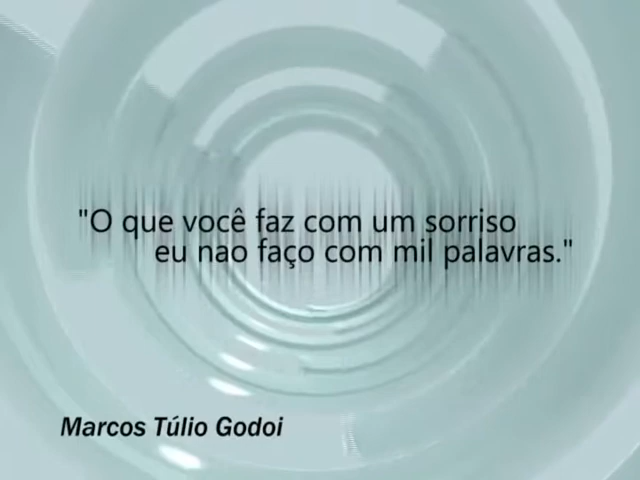 "O que você faz com um sorriso
eu nao faço com mil palavras."
Marcos Túlio Godoi